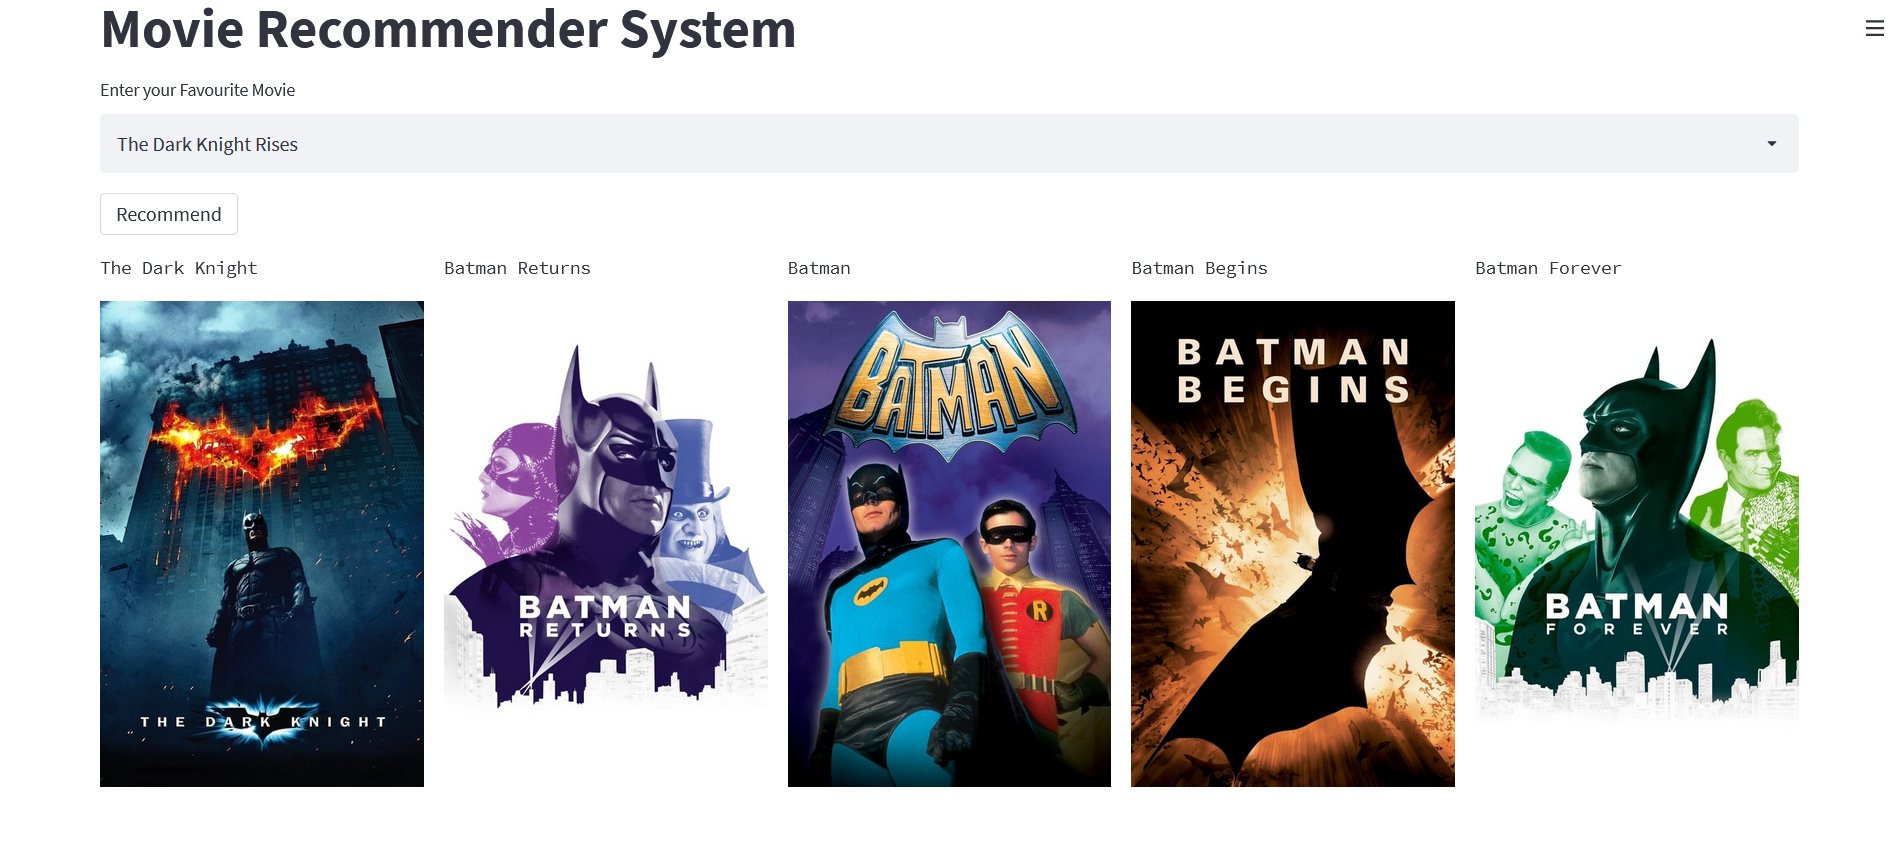 Movie Recommender System
Enter your Favourite Movie
The Dark Knight Rises
Recommend
The Dark Knight
Batman Returns
Batman
Batman Begins
Batman Forever
THE DARK KNIGHT
BATMAN
RETURNS
BATMAN
R
BATMAN
BEGINS
BATMAN
FOREVER